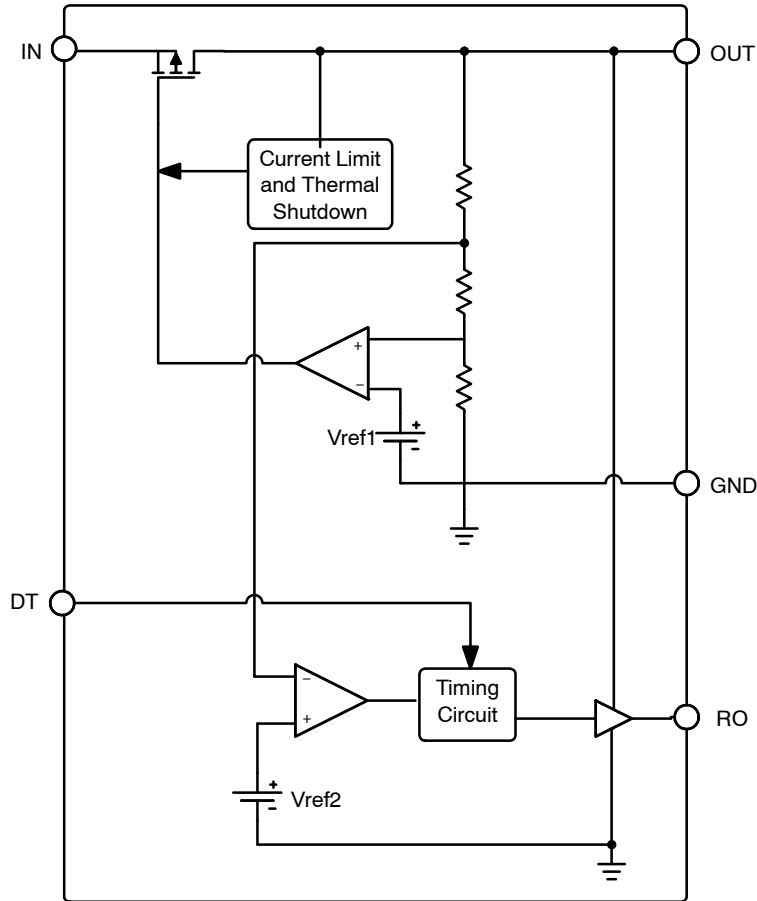 IN
OUT
Current Limit
and Thermal
Shutdown
+
−
+
Vref1
-
GND
DT
−
+
Timing
Circuit
RO
+
Vref2
-